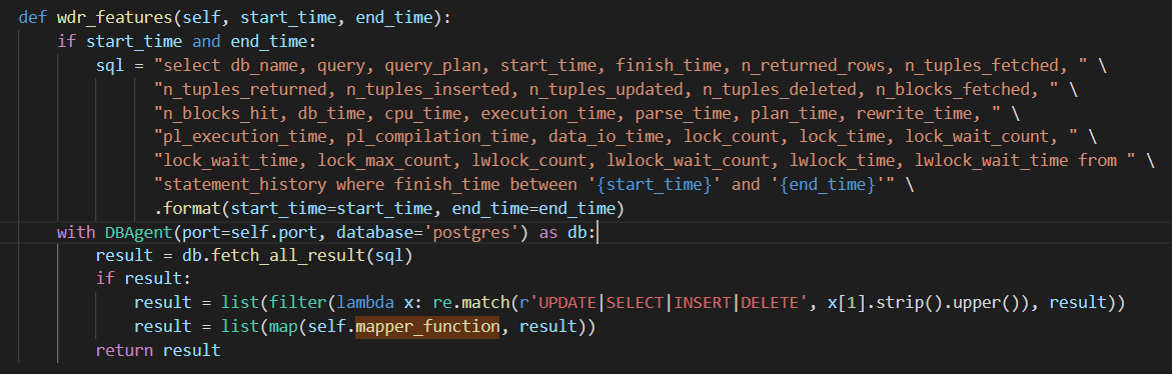 def wdr_features(self, start_time, end_time):
    if start_time and end_time:
        sql = "select db_name, query, query_plan, start_time, finish_time, n_returned_rows, n_tuples_fetched, " \
              "n_tuples_returned, n_tuples_inserted, n_tuples_updated, n_tuples_deleted, n_blocks_fetched, " \
              "n_blocks_hit, db_time, cpu_time, execution_time, parse_time, plan_time, rewrite_time, " \
              "pl_execution_time, pl_compilation_time, data_io_time, lock_count, lock_time, lock_wait_count, " \
              "lock_wait_time, lock_max_count, lwlock_count, lwlock_wait_count, lwlock_time, lwlock_wait_time from " \
              "statement_history where finish_time between '{start_time}' and '{end_time}'" \
              .format(start_time=start_time, end_time=end_time)
    with DBAgent(port=self.port, database='postgres') as db:
        result = db.fetch_all_result(sql)
        if result:
            result = list(filter(lambda x: re.match(r'UPDATE|SELECT|INSERT|DELETE', x[1].strip().upper()), result))
            result = list(map(self.mapper_function, result))
        return result